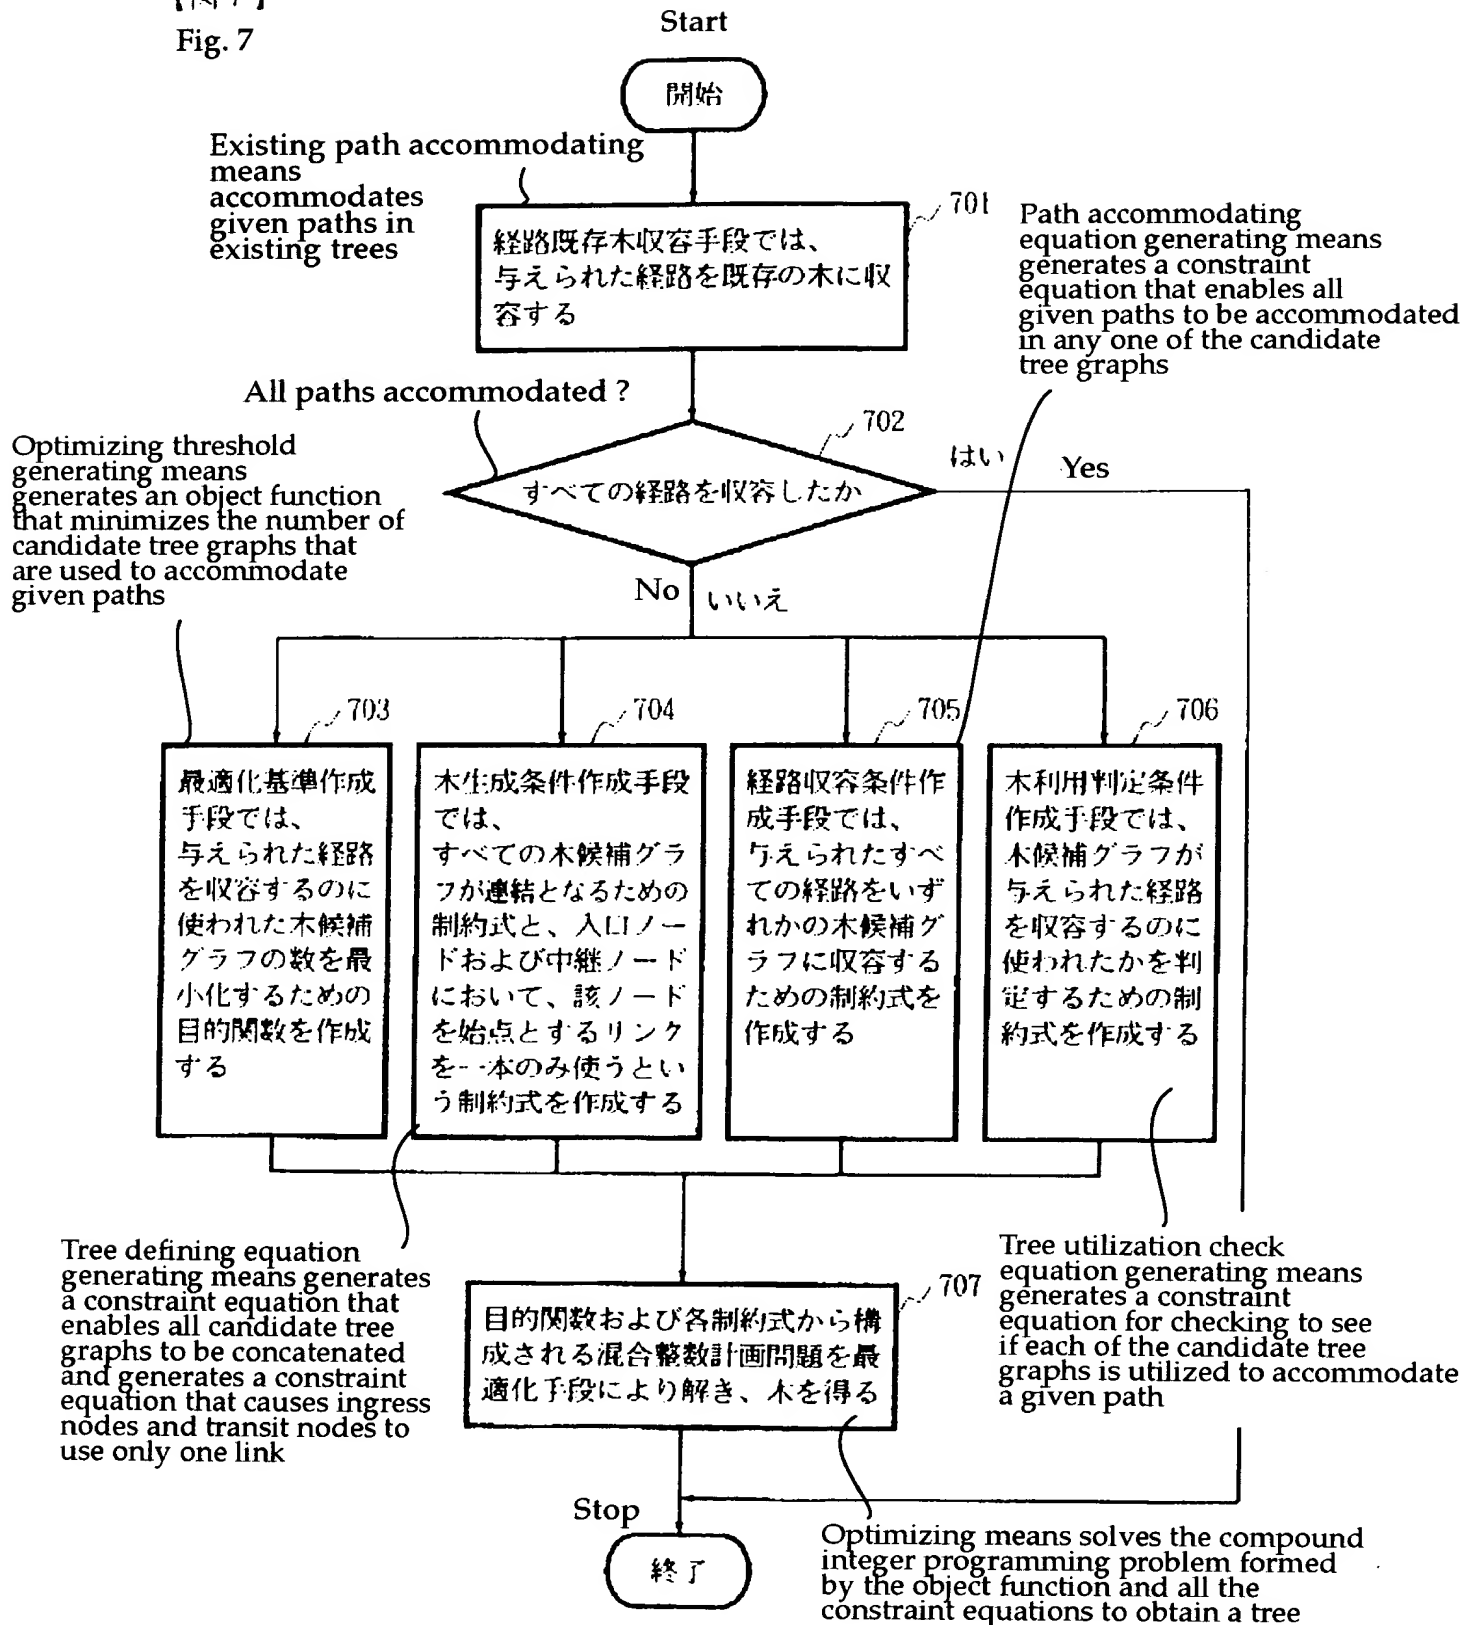 Fig. 7
Start
開始
Existing path accommodating
means
accommodates
given paths in
existing trees
701
経路既存木収容手段では、
与えられた経路を既存の木に収
容する
Path accommodating
equation generating means
generates a constraint
equation that enables all
given paths to be accommodated
in any one of the candidate
tree graphs
All paths accommodated ?
702
すべての経路を収容したか
はい
Yes
Optimizing threshold
generating means
generates an object function
that minimizes the number of
candidate tree graphs that
are used to accommodate
given paths
No
いいえ
703
最適化基準作成
手段では、
与えられた経路
を収容するのに
使われた木候補
グラフの数を最
小化するための
目的関数を作成
する
704
木生成条件作成手段
では、
すべての木候補グラ
フが連結となるための
制約式と、入口ノー
ドおよび中継ノード
において、該ノード
を始点とするリンク
を一本のみ使うとい
う制約式を作成する
705
経路収容条件作
成手段では、
与えられたすべ
ての経路をいず
れかの木候補グ
ラフに収容する
ための制約式を
作成する
706
木利用判定条件
作成手段では、
木候補グラフが
与えられた経路
を収容するのに
使われたかを判
定するための制
約式を作成する
Tree defining equation
generating means generates
a constraint equation that
enables all candidate tree
graphs to be concatenated
and generates a constraint
equation that causes ingress
nodes and transit nodes to
use only one link
707
目的関数および各制約式から構
成される混合整数計画問題を最
適化手段により解き、木を得る
Tree utilization check
equation generating means
generates a constraint
equation for checking to see
if each of the candidate tree
graphs is utilized to accommodate
a given path
Stop
終了
Optimizing means solves the compound
integer programming problem formed
by the object function and all the
constraint equations to obtain a tree